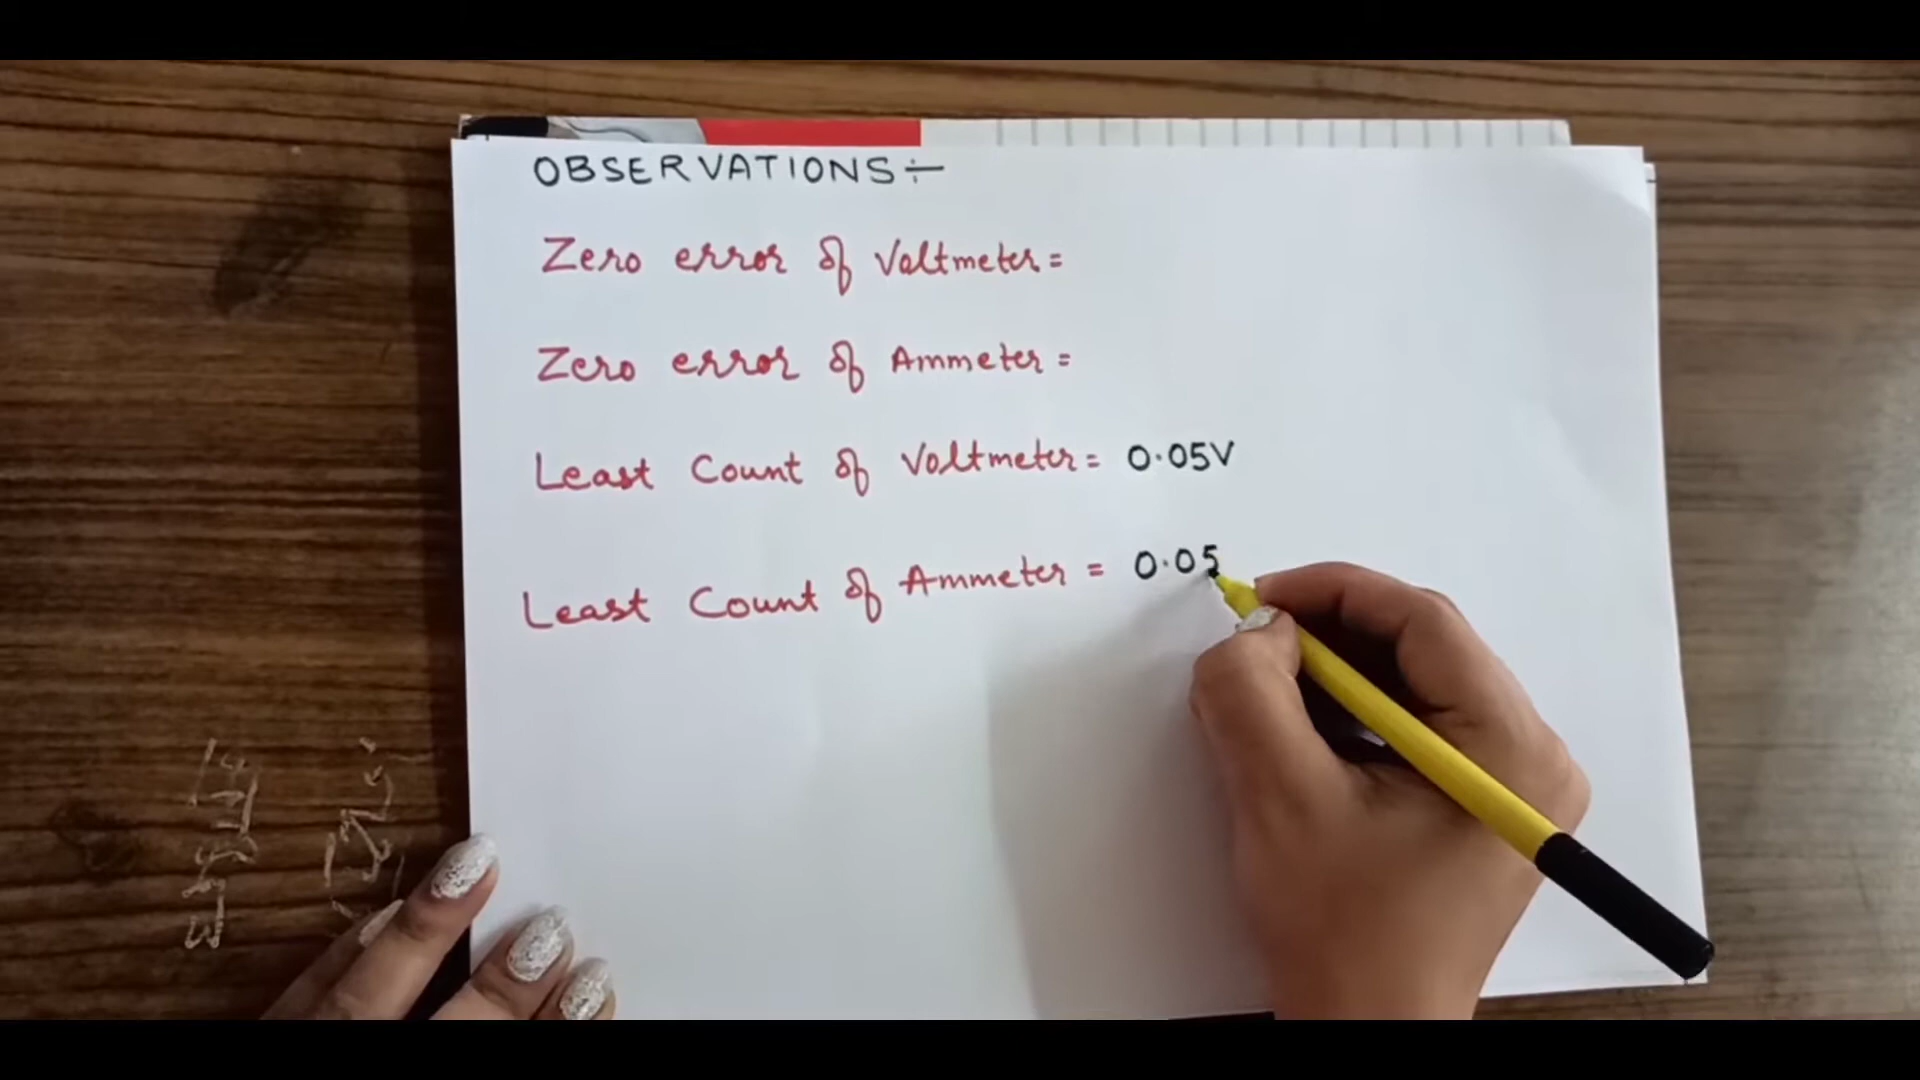 OBSERVATIONS÷
Zero error of Voltmeter =
Zero error of Ammeter =
Least Count of Voltmeter = 0.05V
Least Count of Ammeter = 0.05